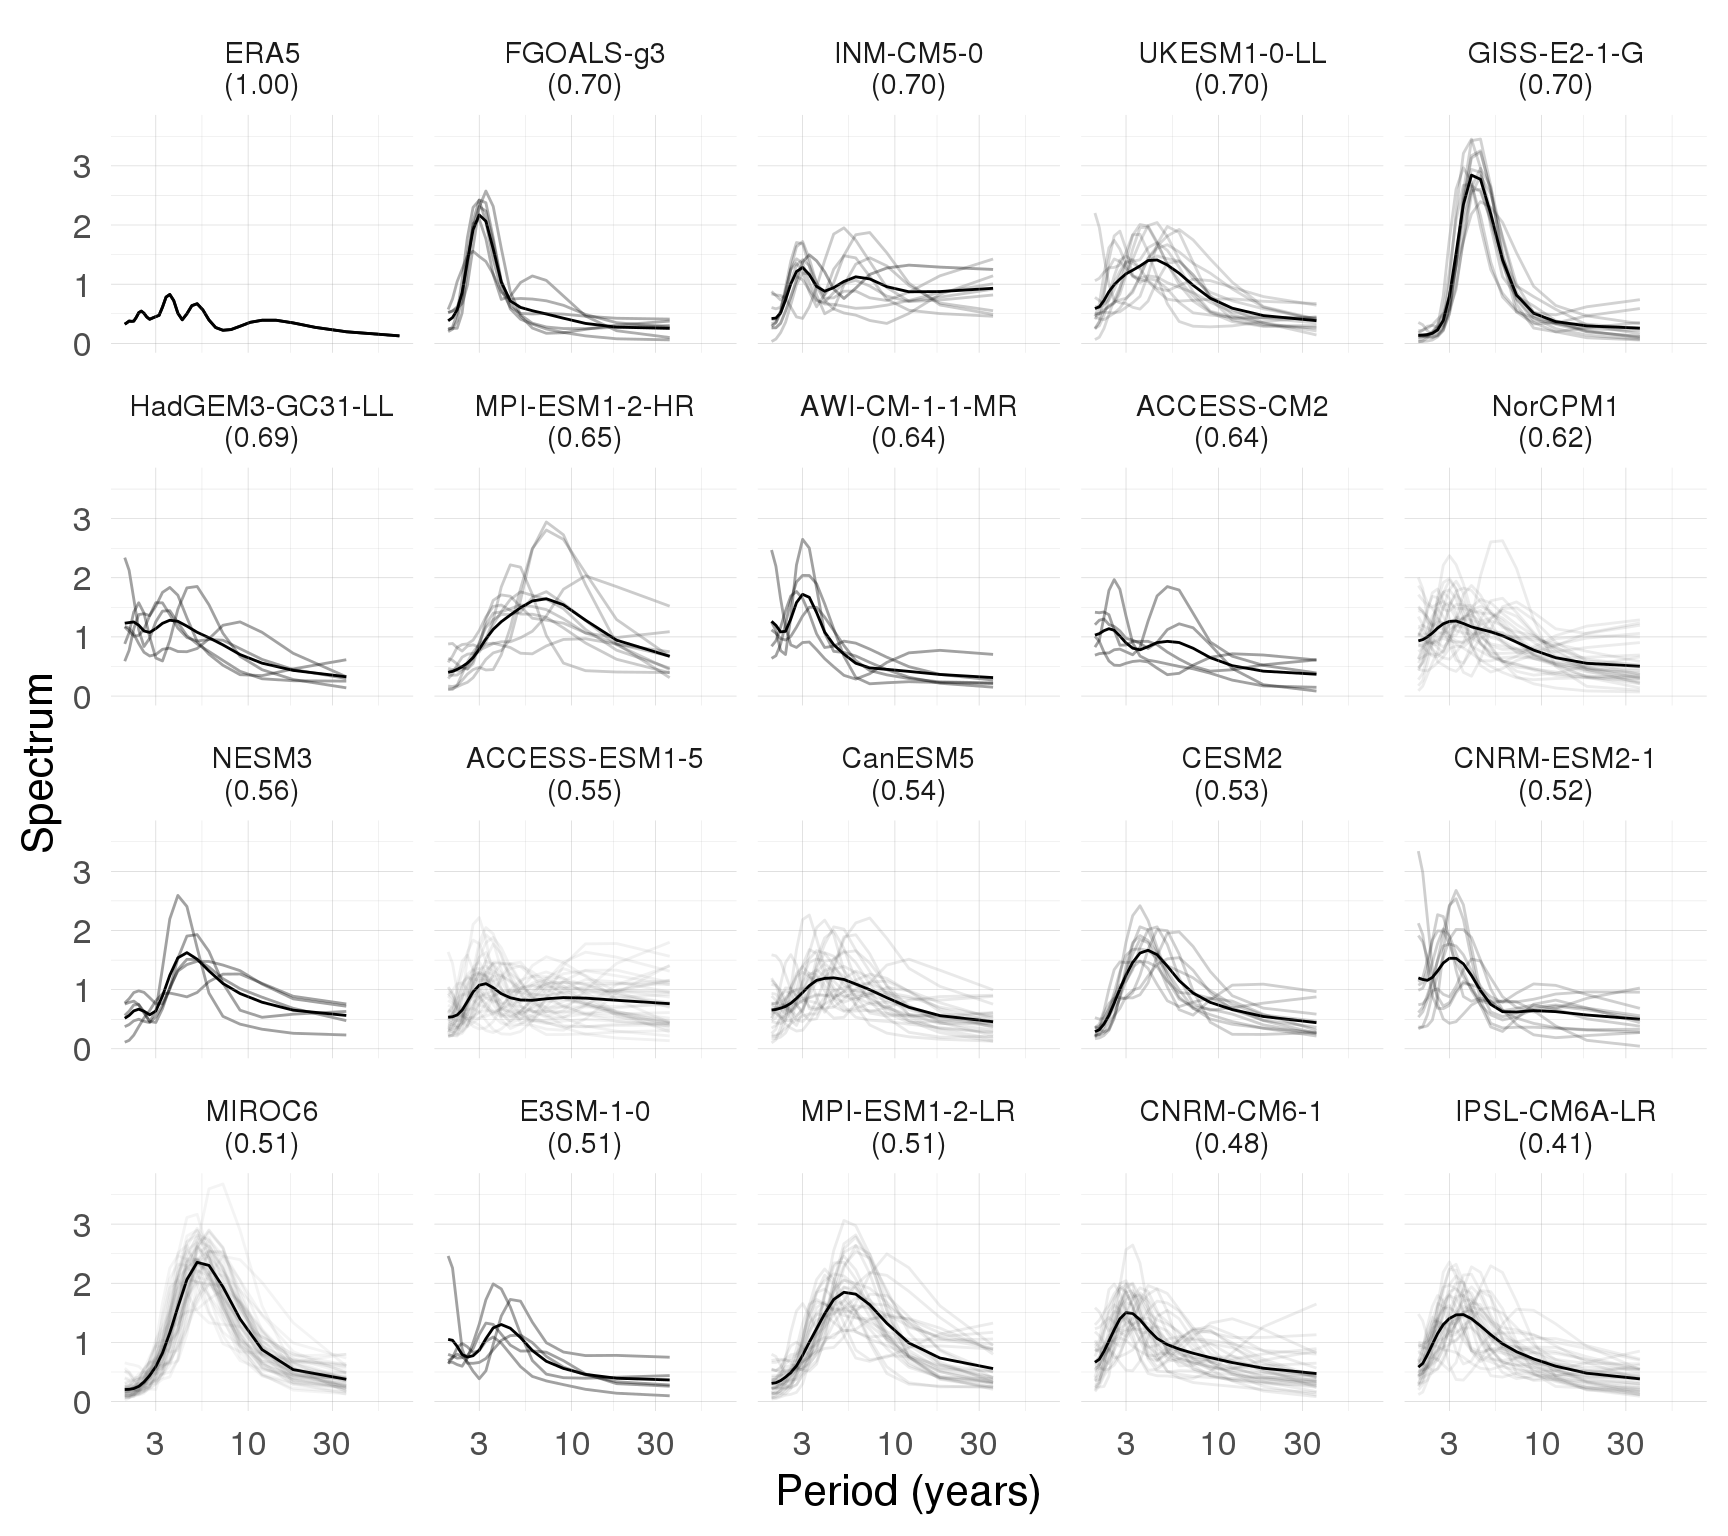 ERA5 FGOALS-g3 INM-CM5-0 UKESM1-0-LL GISS-E2-1-G
(1.00) (0.70) (0.70) (0.70) (0.70)
3
2
1
0
HadGEM3-GC31-LL MPI-ESM1-2-HR AWI-CM-1-1-MR ACCESS-CM2 NorCPM1
(0.69) (0.65) (0.64) (0.64) (0.62)
3
2
1
0
Spectrum
NESM3 ACCESS-ESM1-5 CanESM5 CESM2 CNRM-ESM2-1
(0.56) (0.55) (0.54) (0.53) (0.52)
3
2
1
0
MIROC6 E3SM-1-0 MPI-ESM1-2-LR CNRM-CM6-1 IPSL-CM6A-LR
(0.51) (0.51) (0.51) (0.48) (0.41)
3
2
1
0
3 10 30 3 10 30 3 10 30 3 10 30 3 10 30
Period (years)